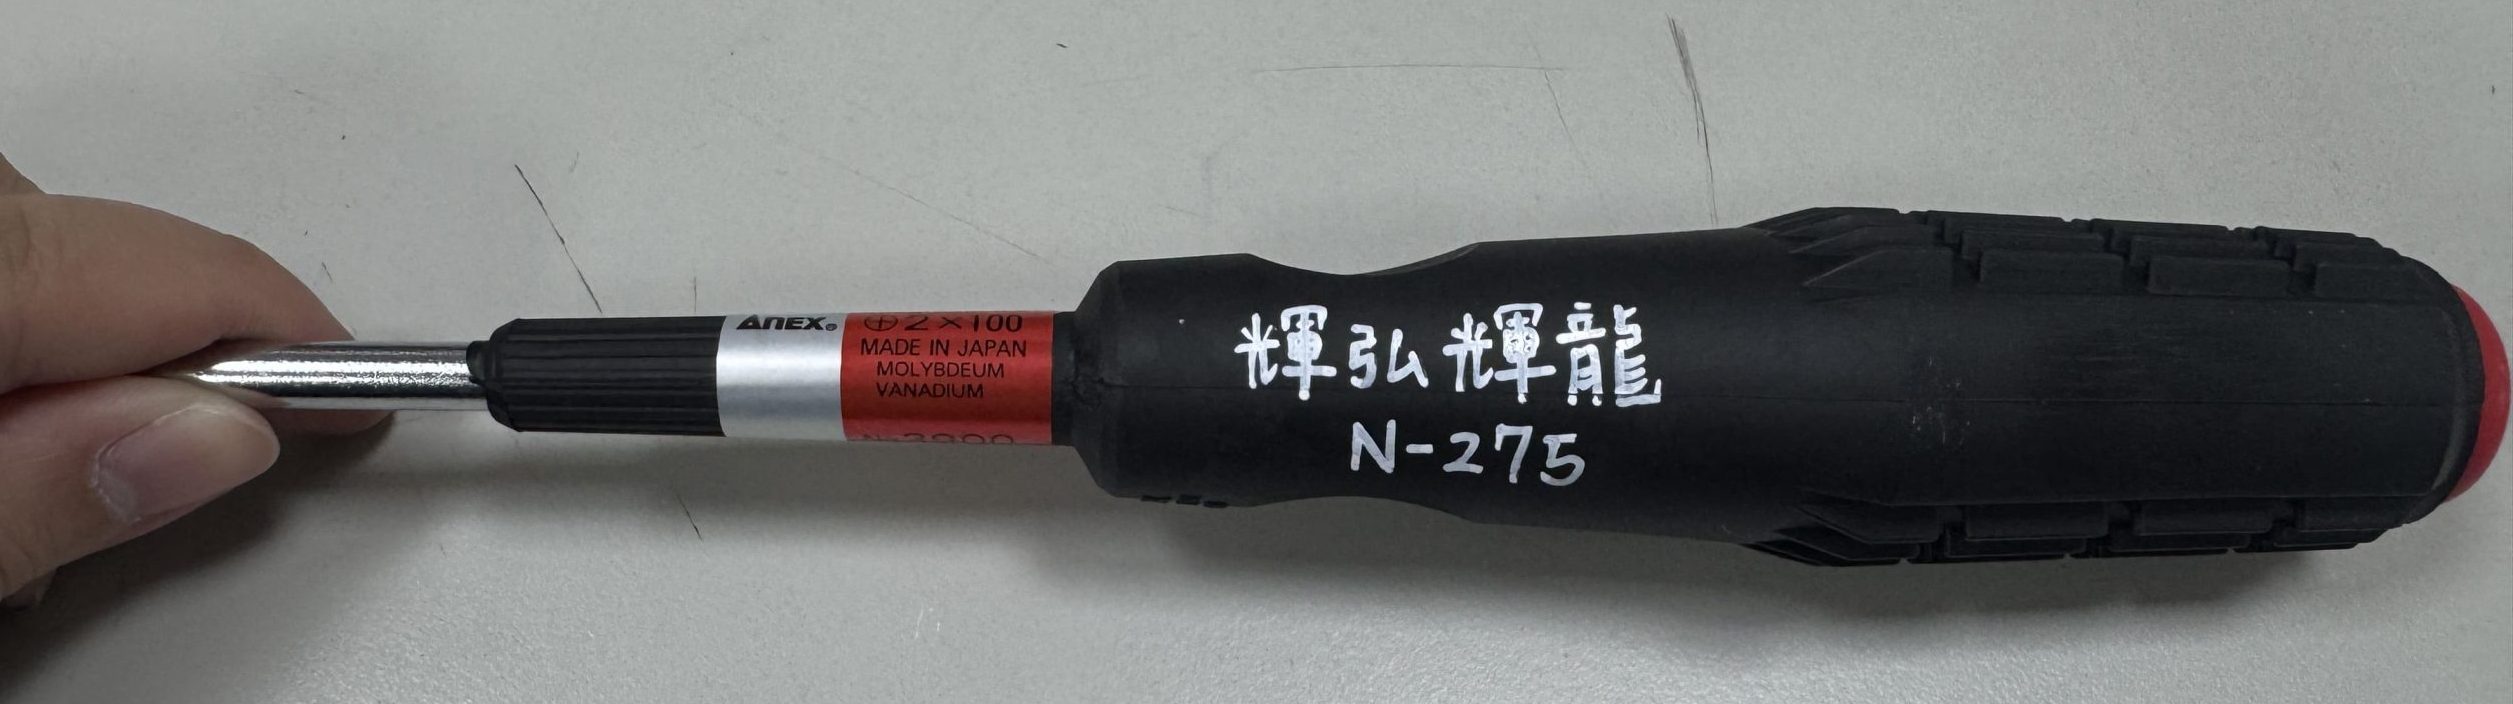 ANEX®
⊕2×100
MADE IN JAPAN
MOLYBDEUM
VANADIUM
輝弘輝龍
N-275